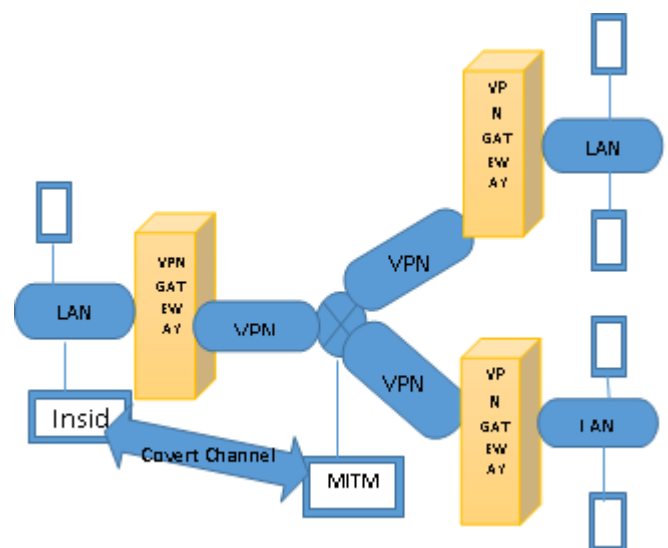 VP
N
GAT
EW
AY
LAN
VPN
VPN
GAT
EW
AY
LAN
VPN
VPN
VP
N
GAT
EW
AY
LAN
Insid
Covert Channel
MITM